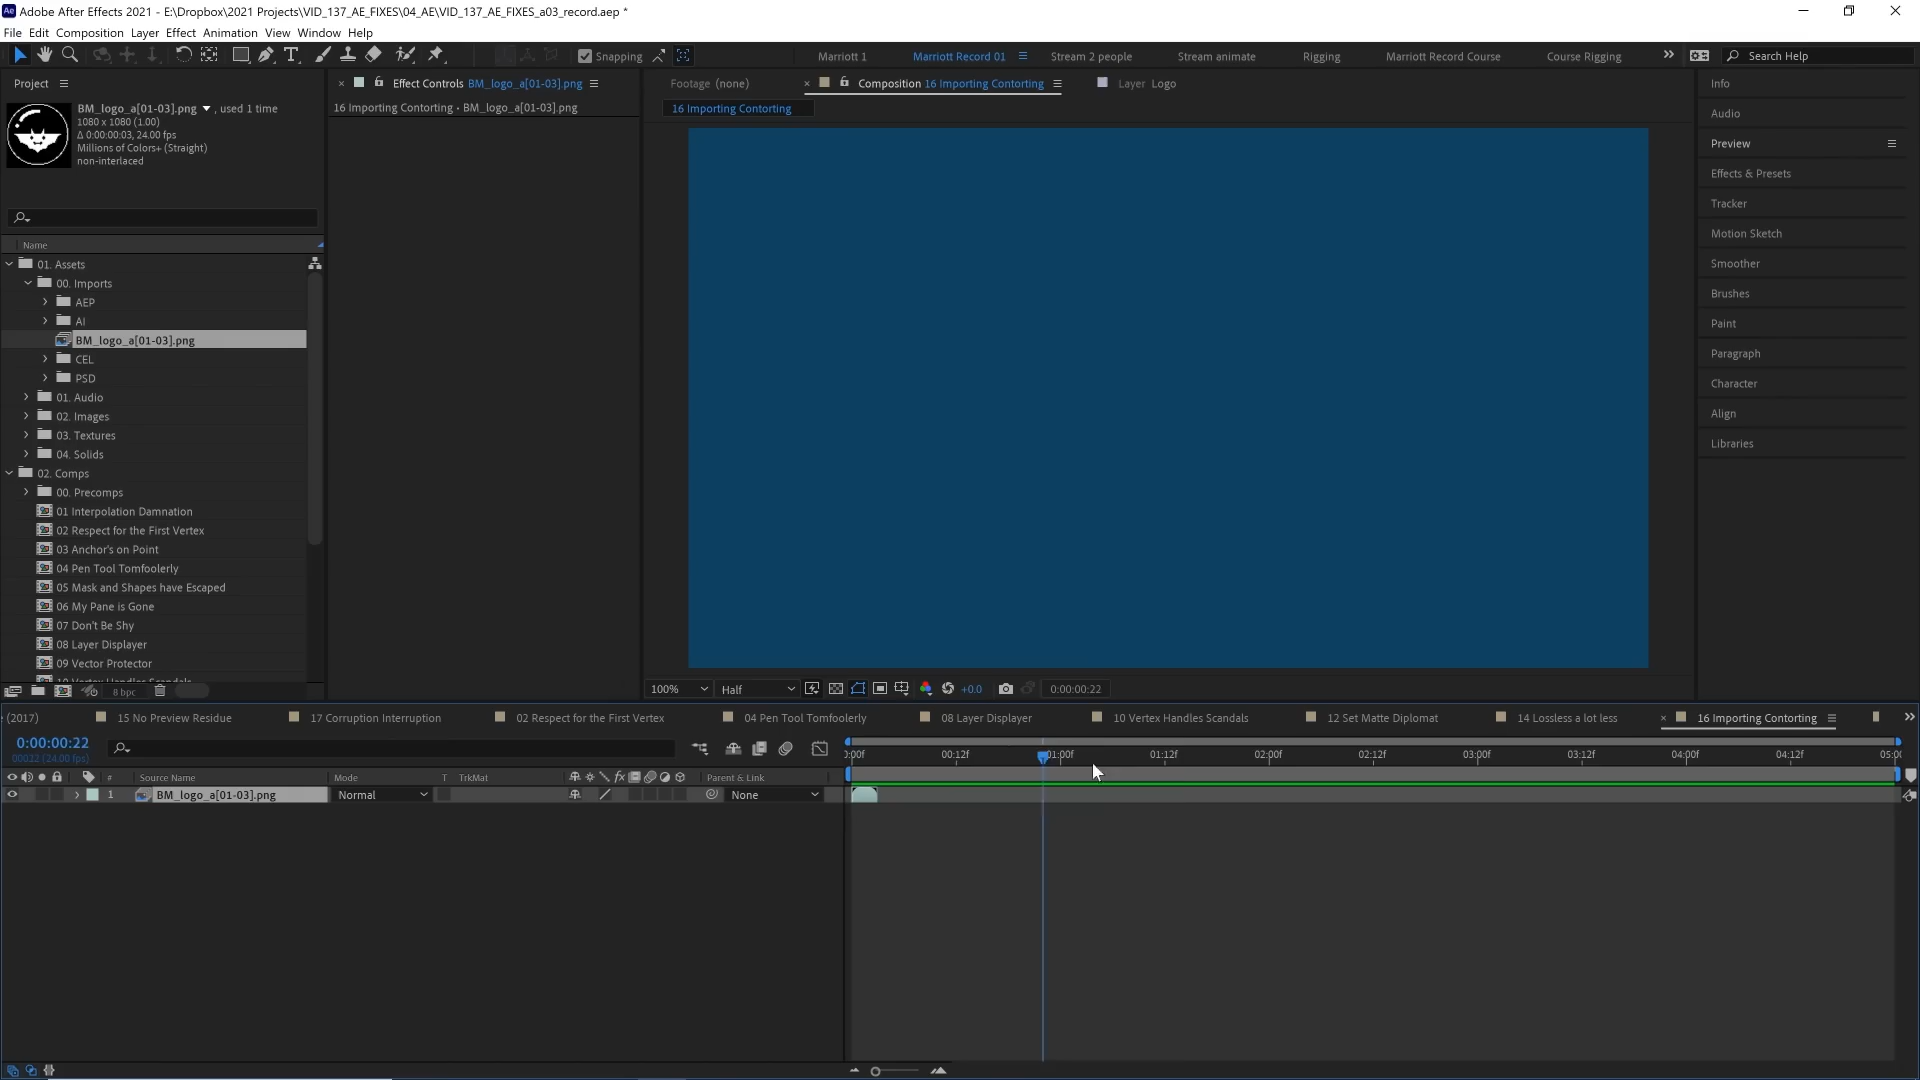 Ae Adobe After Effects 2021 - E:\Dropbox\2021 Projects\VID_137_AE_FIXES\04_AE\VID_137_AE_FIXES_a03_record.aep *
File Edit Composition Layer Effect Animation View Window Help
Snapping Marriott 1 Marriott Record 01 Stream 2 people Stream animate Rigging Marriott Record Course Course Rigging Search Help
Project
BM_logo_a[01-03].png , used 1 time
1080 x 1080 (1.00)
Δ 0:00:00:03, 24.00 fps
Millions of Colors+ (Straight)
non-interlaced
Name
01. Assets
00. Imports
AEP
AI
BM_logo_a[01-03].png
CEL
PSD
01. Audio
02. Images
03. Textures
04. Solids
02. Comps
00. Precomps
01 Interpolation Damnation
02 Respect for the First Vertex
03 Anchor's on Point
04 Pen Tool Tomfoolerly
05 Mask and Shapes have Escaped
06 My Pane is Gone
07 Don't Be Shy
08 Layer Displayer
09 Vector Protector
10 Vertex Handles Scandals
8 bpc
Effect Controls BM_logo_a[01-03].png
16 Importing Contorting • BM_logo_a[01-03].png
Footage (none) Composition 16 Importing Contorting Layer Logo
16 Importing Contorting
100% Half +0.0 0:00:00:22
Info
Audio
Preview
Effects & Presets
Tracker
Motion Sketch
Smoother
Brushes
Paint
Paragraph
Character
Align
Libraries
(2017) 15 No Preview Residue 17 Corruption Interruption 02 Respect for the First Vertex 04 Pen Tool Tomfoolerly 08 Layer Displayer 10 Vertex Handles Scandals 12 Set Matte Diplomat 14 Lossless a lot less 16 Importing Contorting
0:00:00:22
00022 (24.00 fps)
:00f 00:12f 01:00f 01:12f 02:00f 02:12f 03:00f 03:12f 04:00f 04:12f 05:00
# Source Name Mode T TrkMat fx Parent & Link
1 BM_logo_a[01-03].png Normal None